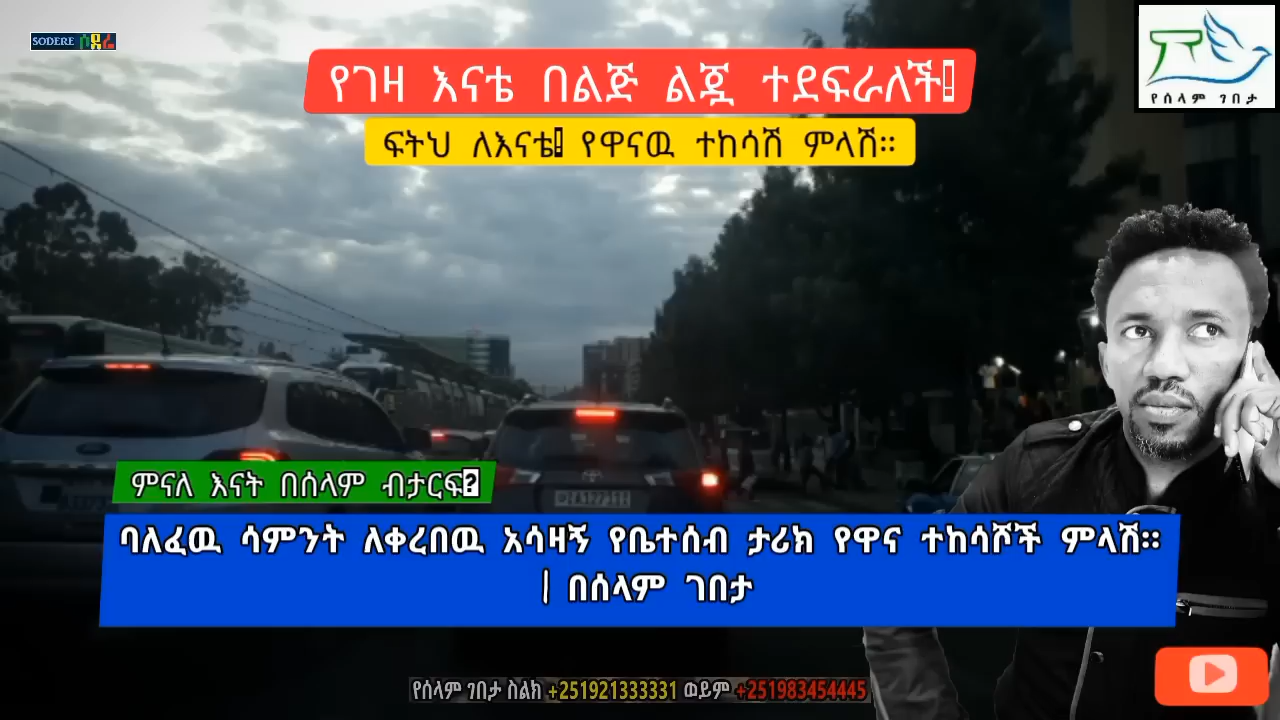 SODERE ሶደሬ
የሰላም ገበታ
የገዛ እናቴ በልጅ ልጇ ተደፍራለች
ፍትህ ለእናቴ የዋናዉ ተከሳሽ ምላሽ።
ምናለ እናት በሰላም ብታርፍ?
ባለፈዉ ሳምንት ለቀረበዉ አሳዛኝ የቤተሰብ ታሪክ የዋና ተከሳሾች ምላሽ።
| በሰላም ገበታ
የሰላም ገበታ ስልክ +251921333331 ወይም +251983454445